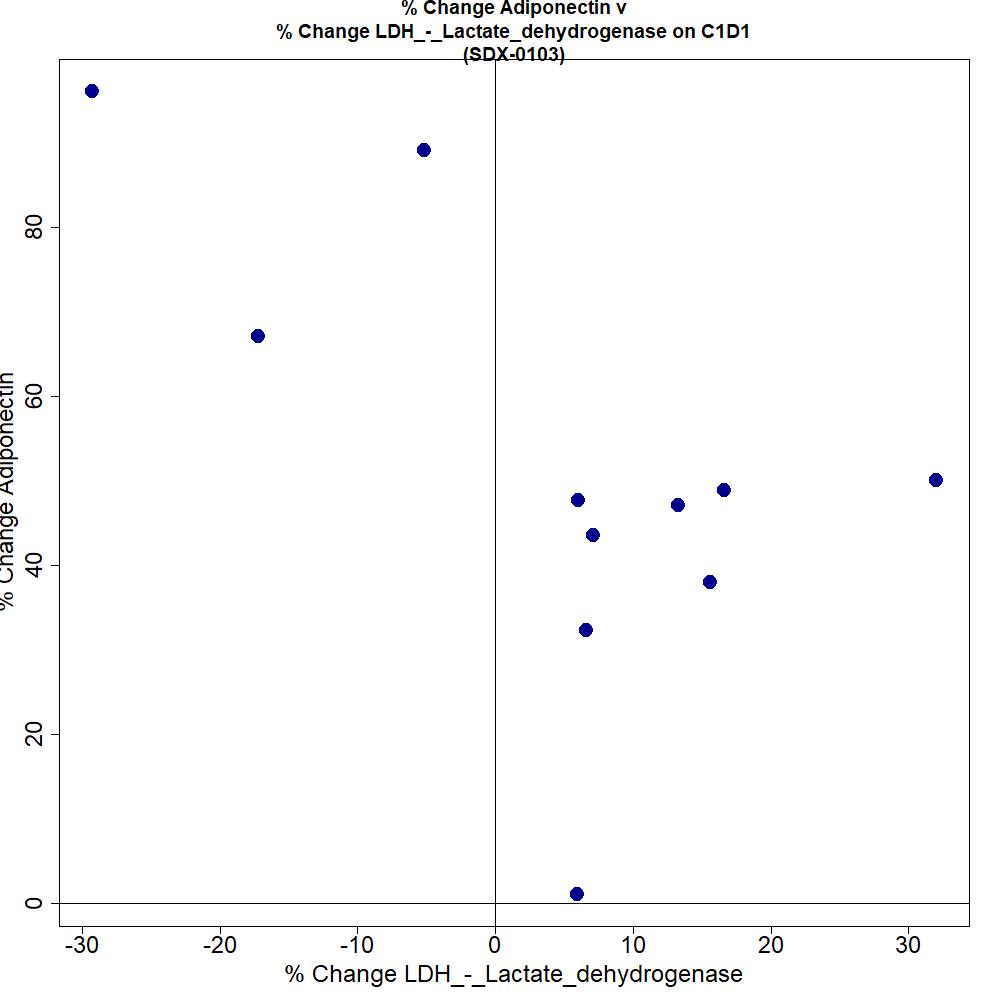 % Change Adiponectin v
% Change LDH_-_Lactate_dehydrogenase on C1D1
(SDX-0103)
% Change Adiponectin
80
60
40
20
0
-30 -20 -10 0 10 20 30
% Change LDH_-_Lactate_dehydrogenase